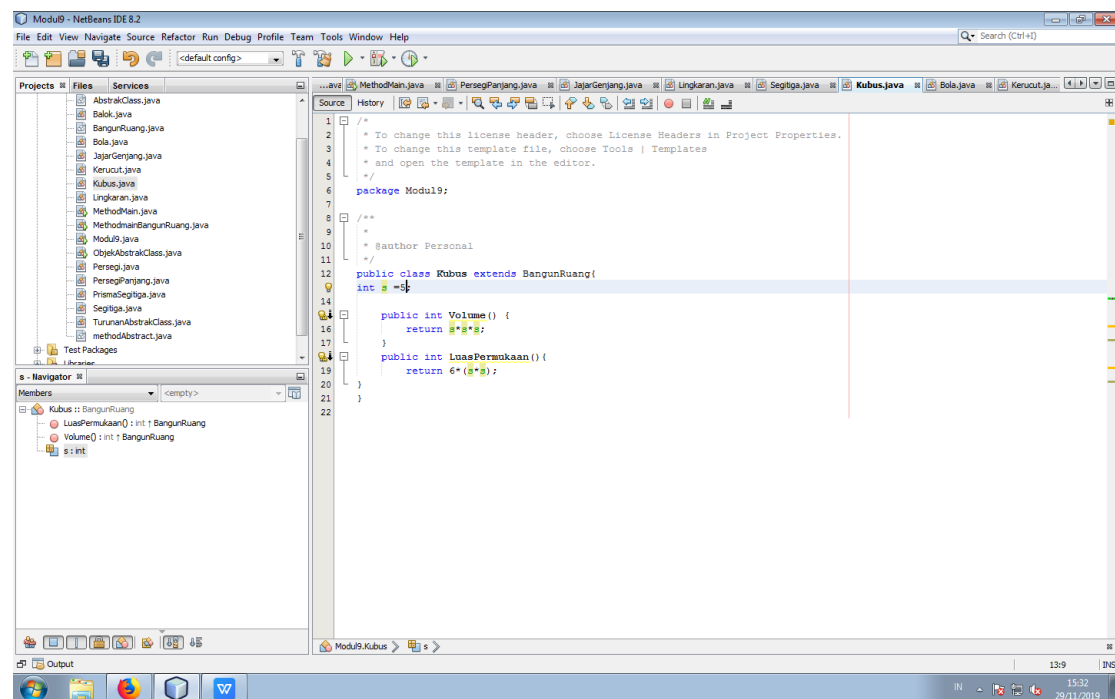 Modul9 - NetBeans IDE 8.2
File Edit View Navigate Source Refactor Run Debug Profile Team Tools Window Help
Search (Ctrl+I)
<default config>
Projects Files Services
...ava MethodMain.java PersegiPanjang.java JajarGenjang.java Lingkaran.java Segitiga.java Kubus.java Bola.java Kerucut.ja...
Source History
AbstrakClass.java
Balok.java
BangunRuang.java
Bola.java
JajarGenjang.java
Kerucut.java
Kubus.java
Lingkaran.java
MethodMain.java
MethodmainBangunRuang.java
Modul9.java
ObjekAbstrakClass.java
Persegi.java
PersegiPanjang.java
PrismaSegitiga.java
Segitiga.java
TurunanAbstrakClass.java
methodAbstract.java
Test Packages
Libraries
s - Navigator
Members <empty>
Kubus :: BangunRuang
LuasPermukaan() : int ↑ BangunRuang
Volume() : int ↑ BangunRuang
s : int
1 /*
2 * To change this license header, choose License Headers in Project Properties.
3 * To change this template file, choose Tools | Templates
4 * and open the template in the editor.
5 */
6 package Modul9;
7
8 /**
9 *
10 * @author Personal
11 */
12 public class Kubus extends BangunRuang{
int s =5;
14
public int Volume() {
16 return s*s*s;
17 }
public int LuasPermukaan(){
19 return 6*(s*s);
20 }
21 }
22
Modul9.Kubus s
Output
13:9 INS
IN
15:32
29/11/2019